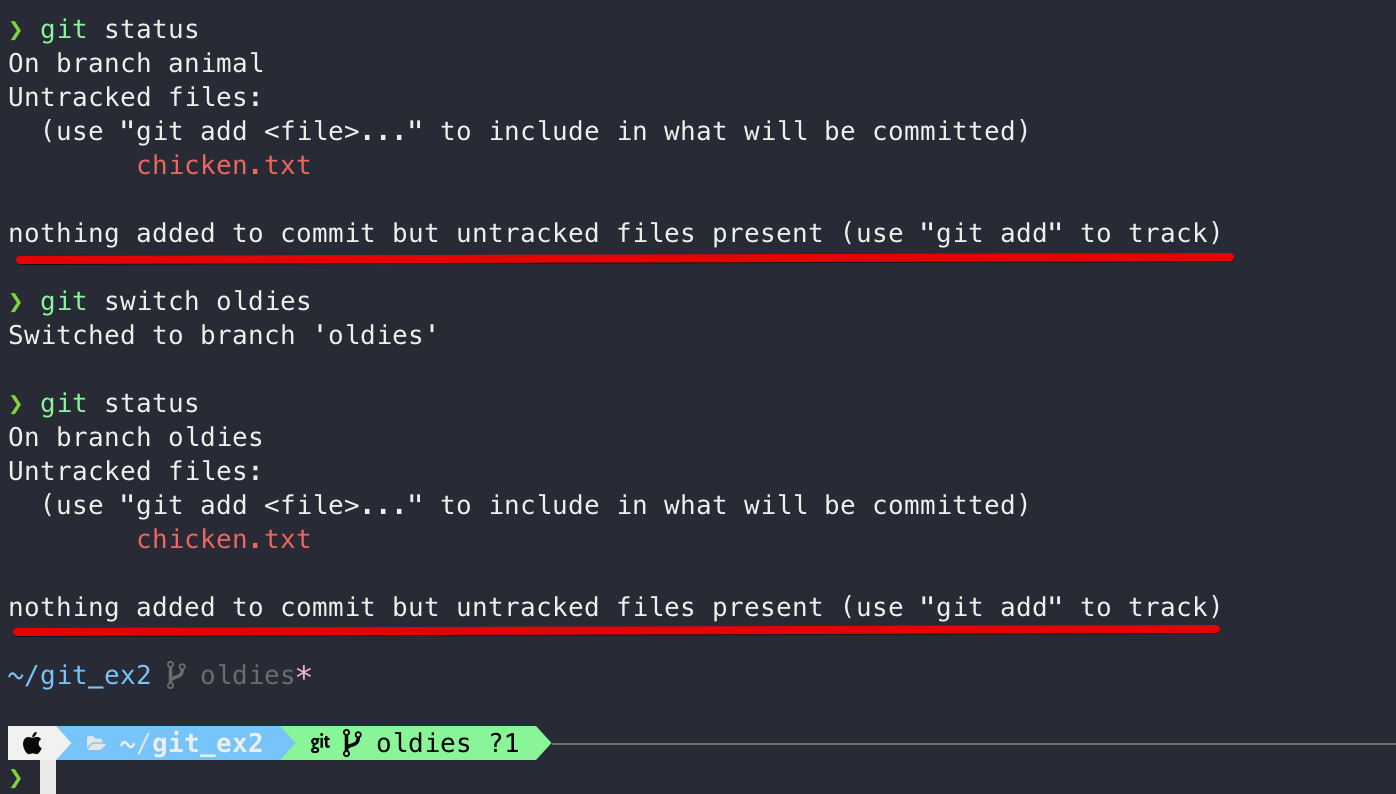 ❯ git status
On branch animal
Untracked files:
  (use "git add <file>..." to include in what will be committed)
        chicken.txt
nothing added to commit but untracked files present (use "git add" to track)
❯ git switch oldies
Switched to branch 'oldies'
❯ git status
On branch oldies
Untracked files:
  (use "git add <file>..." to include in what will be committed)
        chicken.txt
nothing added to commit but untracked files present (use "git add" to track)
~/git_ex2 oldies*
~/git_ex2 git oldies ?1
❯